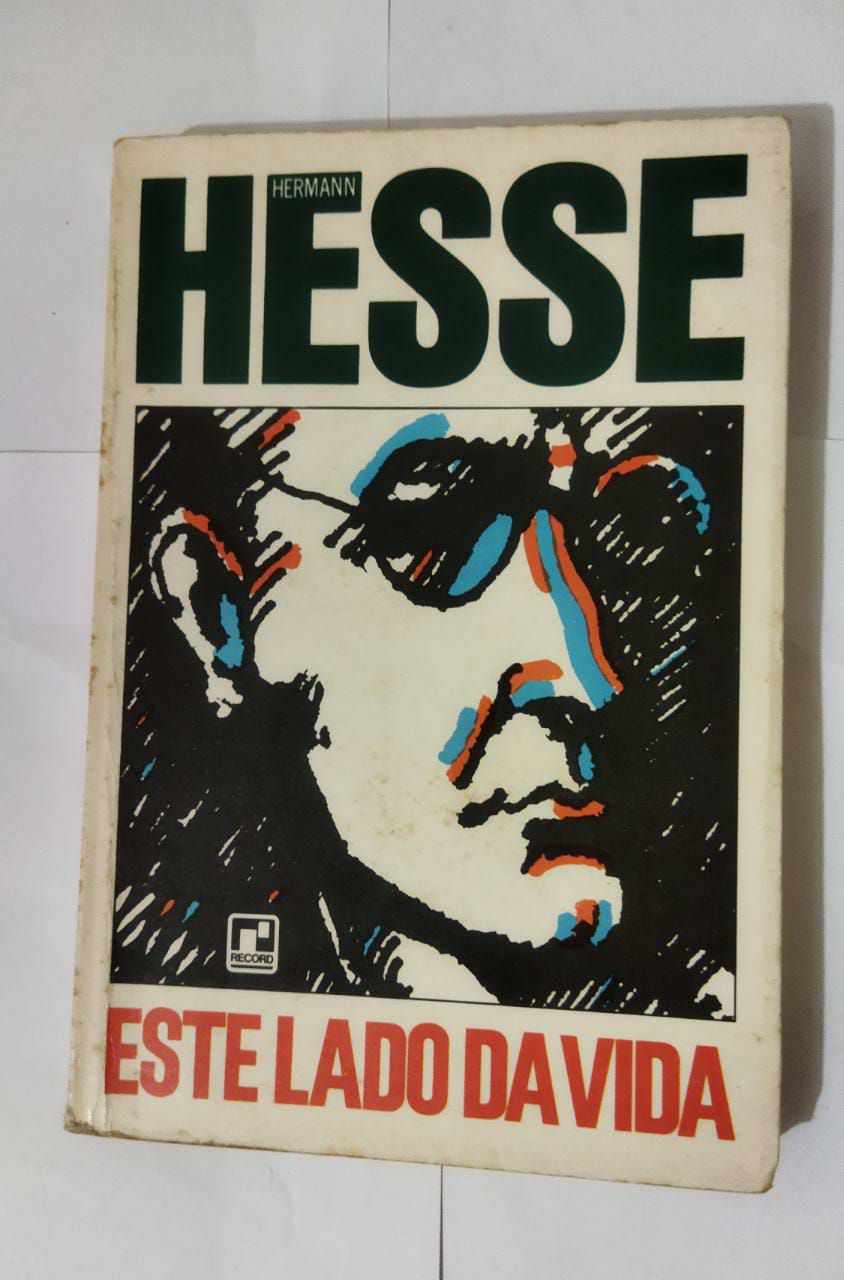 HERMANN
HESSE
RECORD
ESTE LADO DA VIDA